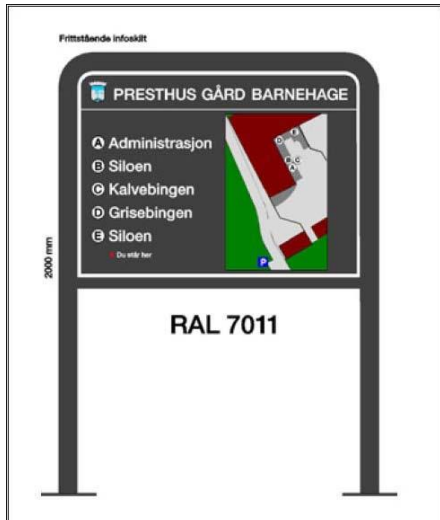 Frittstående infoskilt
PRESTHUS GÅRD BARNEHAGE
A Administrasjon
B Siloen
C Kalvebingen
D Grisebingen
E Siloen
Du står her
D E
B C
A
P
2000 mm
RAL 7011